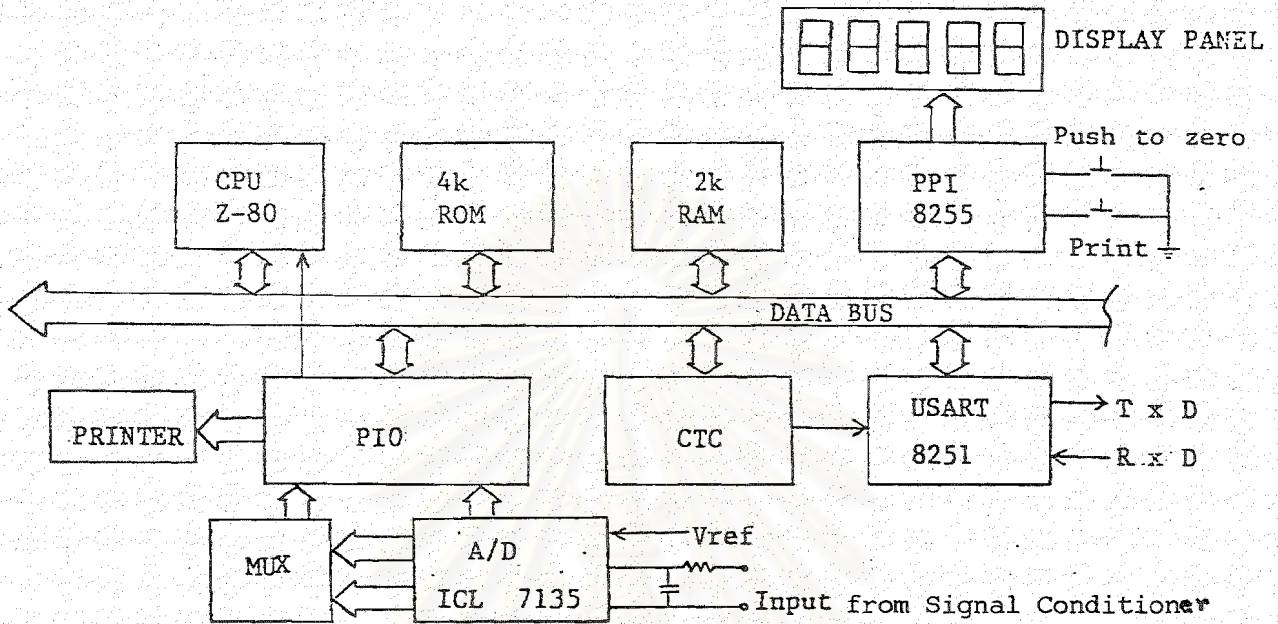 DISPLAY PANEL
Push to zero
CPU
Z-80
4k
ROM
2k
RAM
PPI
8255
Print
DATA BUS
PRINTER
PIO
CTC
USART
8251
T x D
R x D
MUX
A/D
ICL 7135
Vref
Input from Signal Conditioner